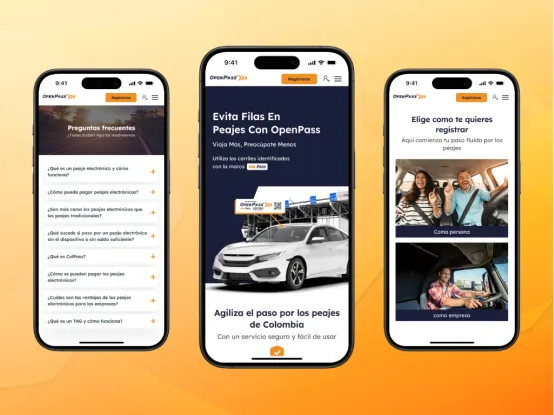 9:41
OPENPASS
Regístrate
Preguntas frecuentes
¿Tienes dudas? Aquí las resolvemos
¿Qué es un peaje electrónico y cómo
funciona?
¿Cómo puedo pagar peajes electrónicos?
¿Son más caros los peajes electrónicos que
los peajes tradicionales?
¿Qué sucede si paso por un peaje electrónico
sin el dispositivo o sin saldo suficiente?
¿Qué es ColPass?
¿Cómo se pueden pagar los peajes
electrónicos?
¿Cuáles son las ventajas de los peajes
electrónicos para las empresas?
¿Qué es un TAG y cómo funciona?
9:41
OPENPASS
Regístrate
Evita Filas En
Peajes Con OpenPass
Viaja Más, Preocúpate Menos
Utiliza los carriles identificados
con la marca
OPENPASS
Agiliza el paso por los peajes
de Colombia
Con un servicio seguro y fácil de usar
9:41
OPENPASS
Regístrate
Elige como te quieres
registrar
Aquí comienza tu paso fluido por los
peajes
Como persona
como empresa